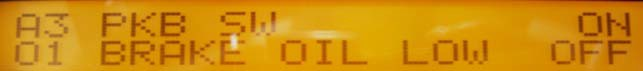 A3 PKB SW ON
01 BRAKE OIL LOW OFF